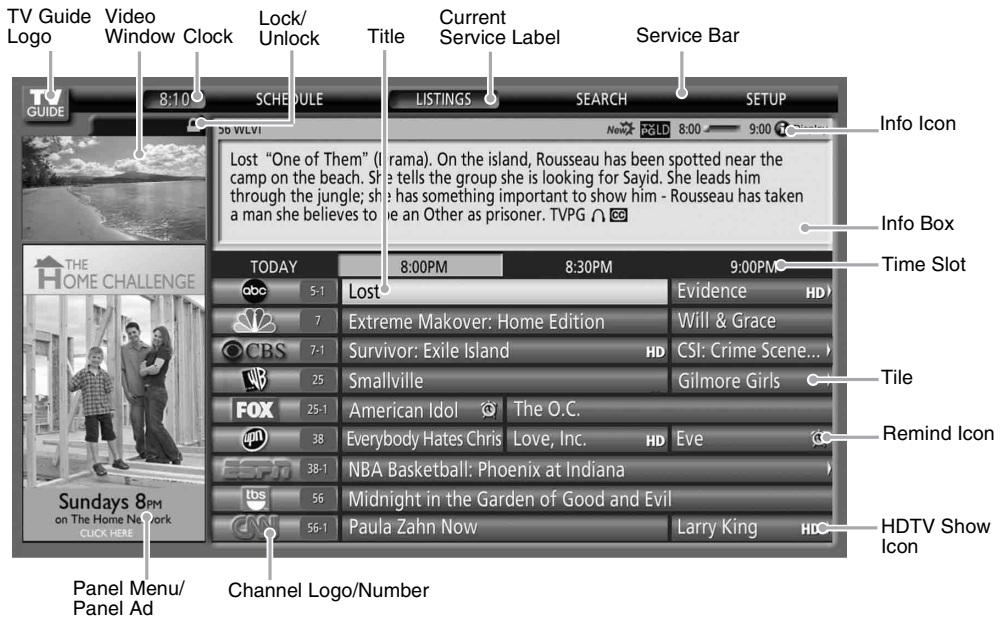 TV Guide
Logo
Video
Window
Clock
Lock/
Unlock
Title
Current
Service Label
Service Bar
TV
GUIDE
8:10
SCHEDULE
LISTINGS
SEARCH
SETUP
Info Icon
56 WLVI
New
TV
PG LD
8:00
9:00
Display
Lost "One of Them" (Drama). On the island, Rousseau has been spotted near the
camp on the beach. She tells the group she is looking for Sayid. She leads him
through the jungle; she has something important to show him - Rousseau has taken
a man she believes to be an Other as prisoner. TVPG CC
Info Box
THE
HOME CHALLENGE
TODAY
8:00PM
8:30PM
9:00PM
Time Slot
abc 5-1 Lost Evidence HD
7 Extreme Makeover: Home Edition Will & Grace
CBS 7-1 Survivor: Exile Island HD CSI: Crime Scene...
WB 25 Smallville Gilmore Girls
Tile
FOX 25-1 American Idol The O.C.
upn 38 Everybody Hates Chris Love, Inc. HD Eve
Remind Icon
ESPN 38-1 NBA Basketball: Phoenix at Indiana
tbs 56 Midnight in the Garden of Good and Evil
CNN 56-1 Paula Zahn Now Larry King HD
HDTV Show
Icon
Sundays 8PM
on The Home Network
CLICK HERE
Panel Menu/
Panel Ad
Channel Logo/Number